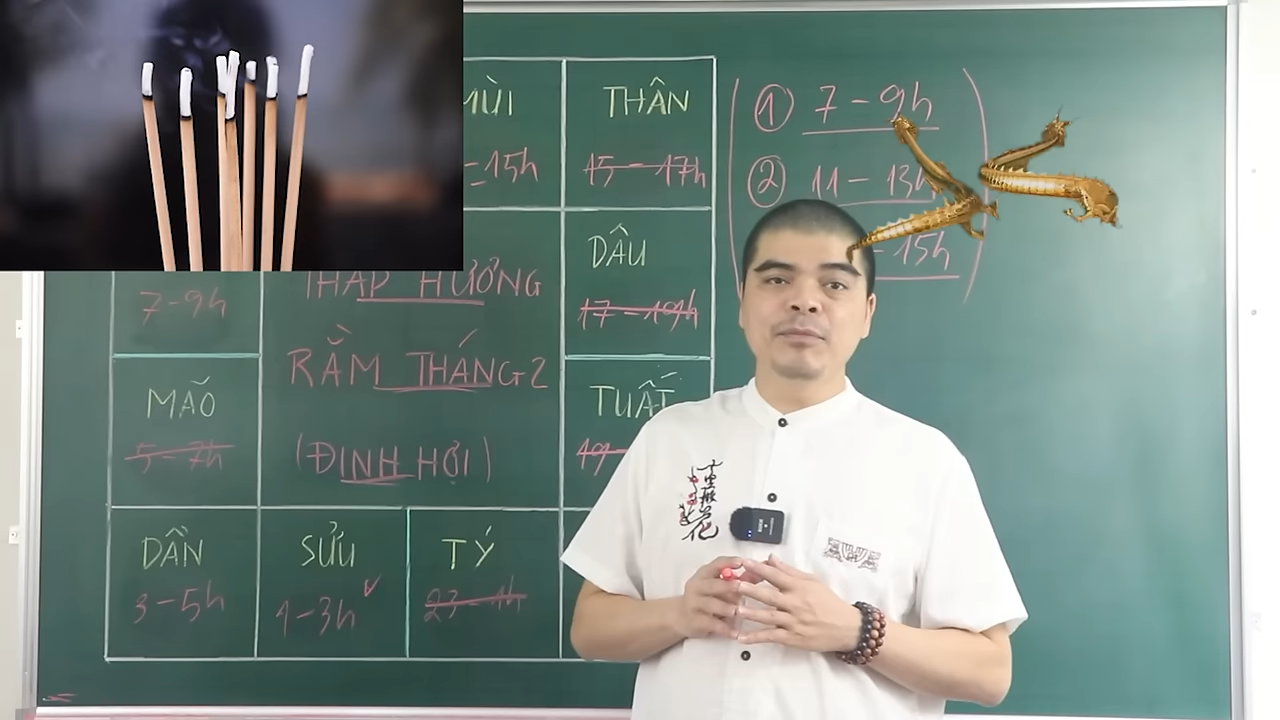 MÙI
-15h
THÂN
15-17h
① 7-9h
② 11-13h
-15h
DẬU
17-19h
7-9h
THẮP HƯƠNG
RẰM THÁNG 2
(ĐINH HỢI)
MÃO
5-7h
TUẤT
19-
DẦN
3-5h
SỬU
1-3h
TÝ
23-1h